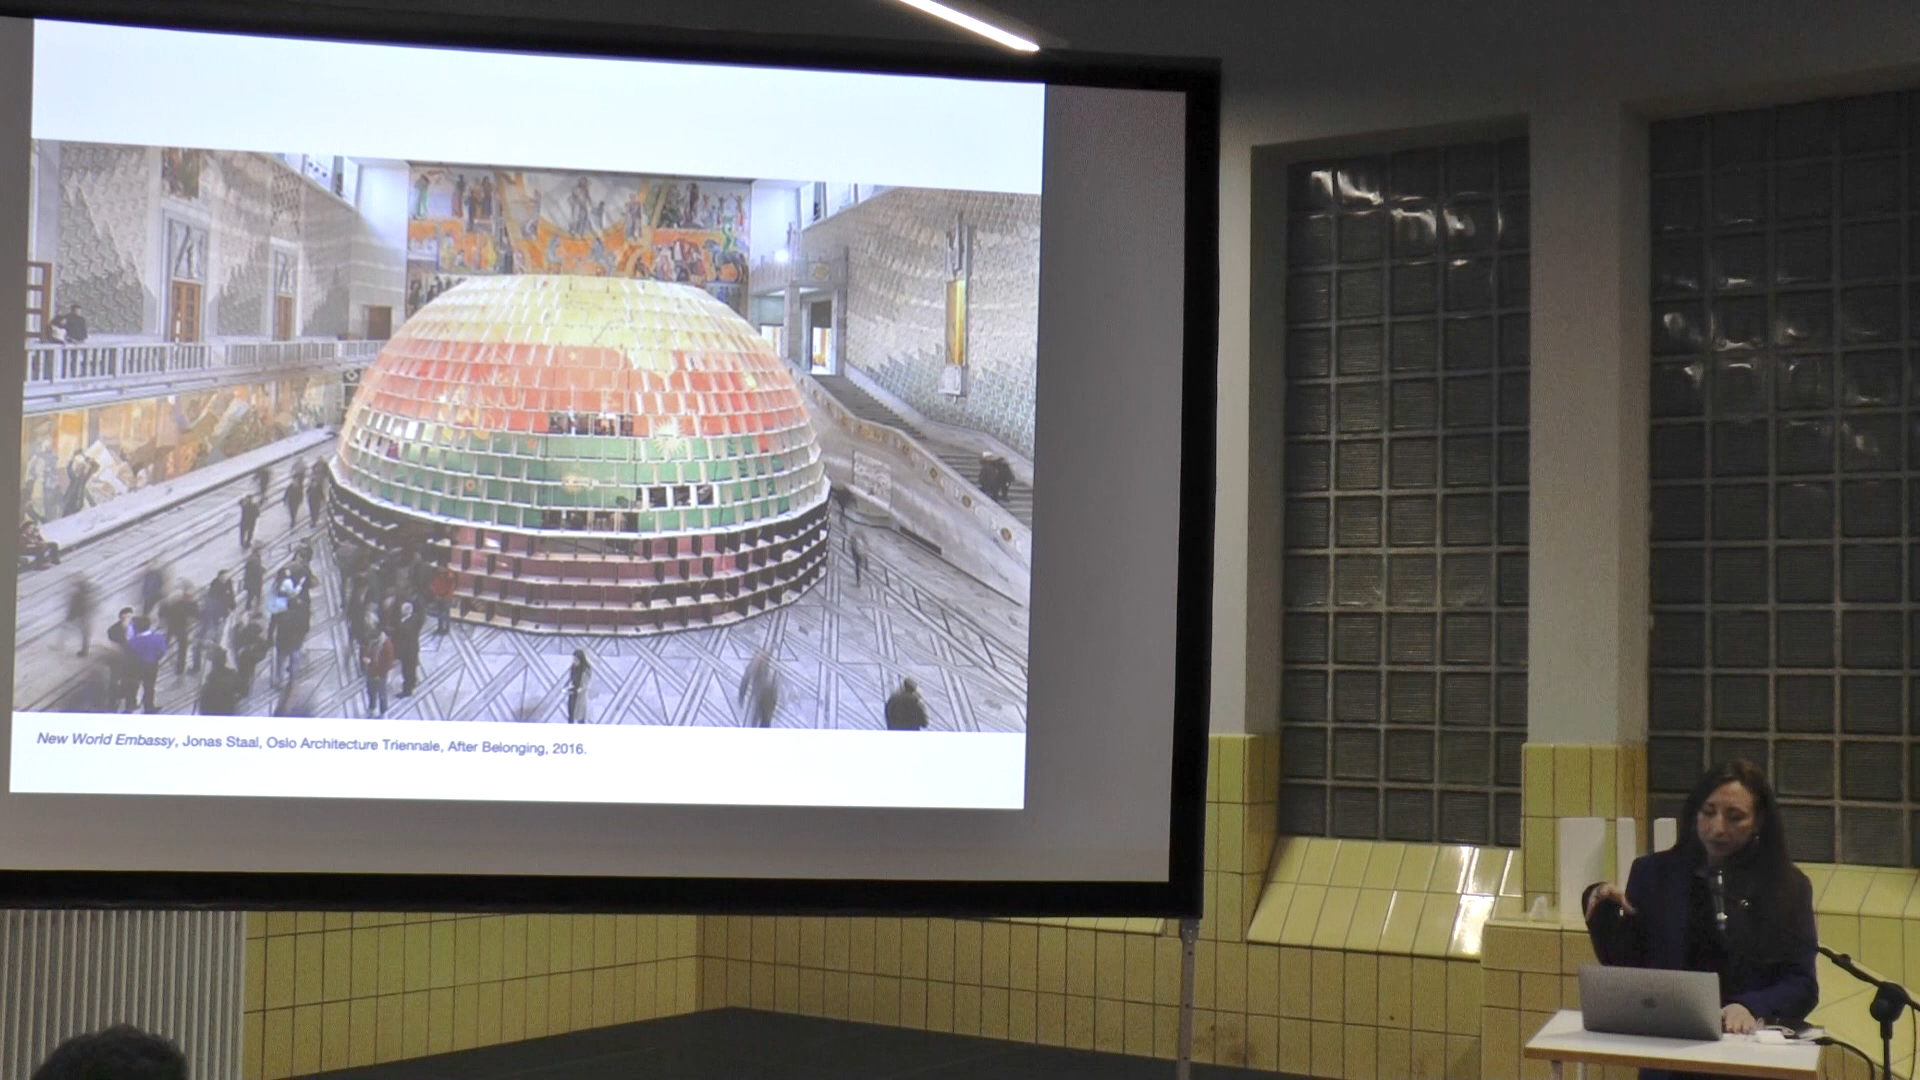 New World Embassy, Jonas Staal, Oslo Architecture Triennale, After Belonging, 2016.